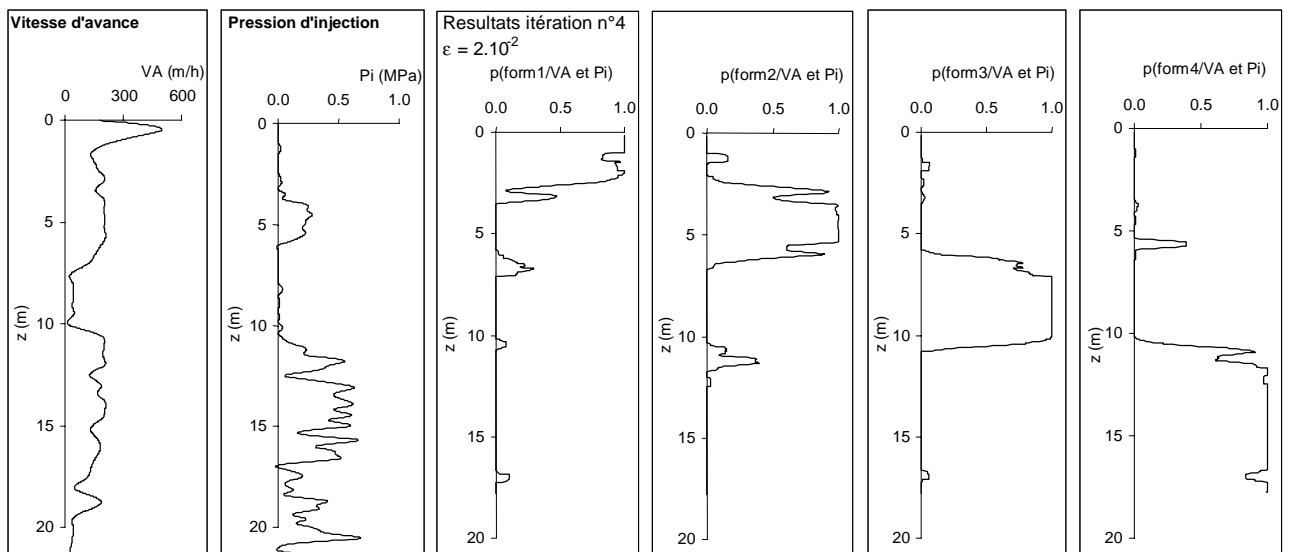 Vitesse d'avance
VA (m/h)
0 300 600
0
5
10
15
20
z (m)
Pression d'injection
Pi (MPa)
0.0 0.5 1.0
0
5
10
15
20
z (m)
Resultats itération n°4
ε = 2.10⁻²
p(form1/VA et Pi)
0.0 0.5 1.0
0
5
10
15
20
z (m)
p(form2/VA et Pi)
0.0 0.5 1.0
0
5
10
15
20
z (m)
p(form3/VA et Pi)
0.0 0.5 1.0
0
5
10
15
20
z (m)
p(form4/VA et Pi)
0.0 0.5 1.0
0
5
10
15
20
z (m)